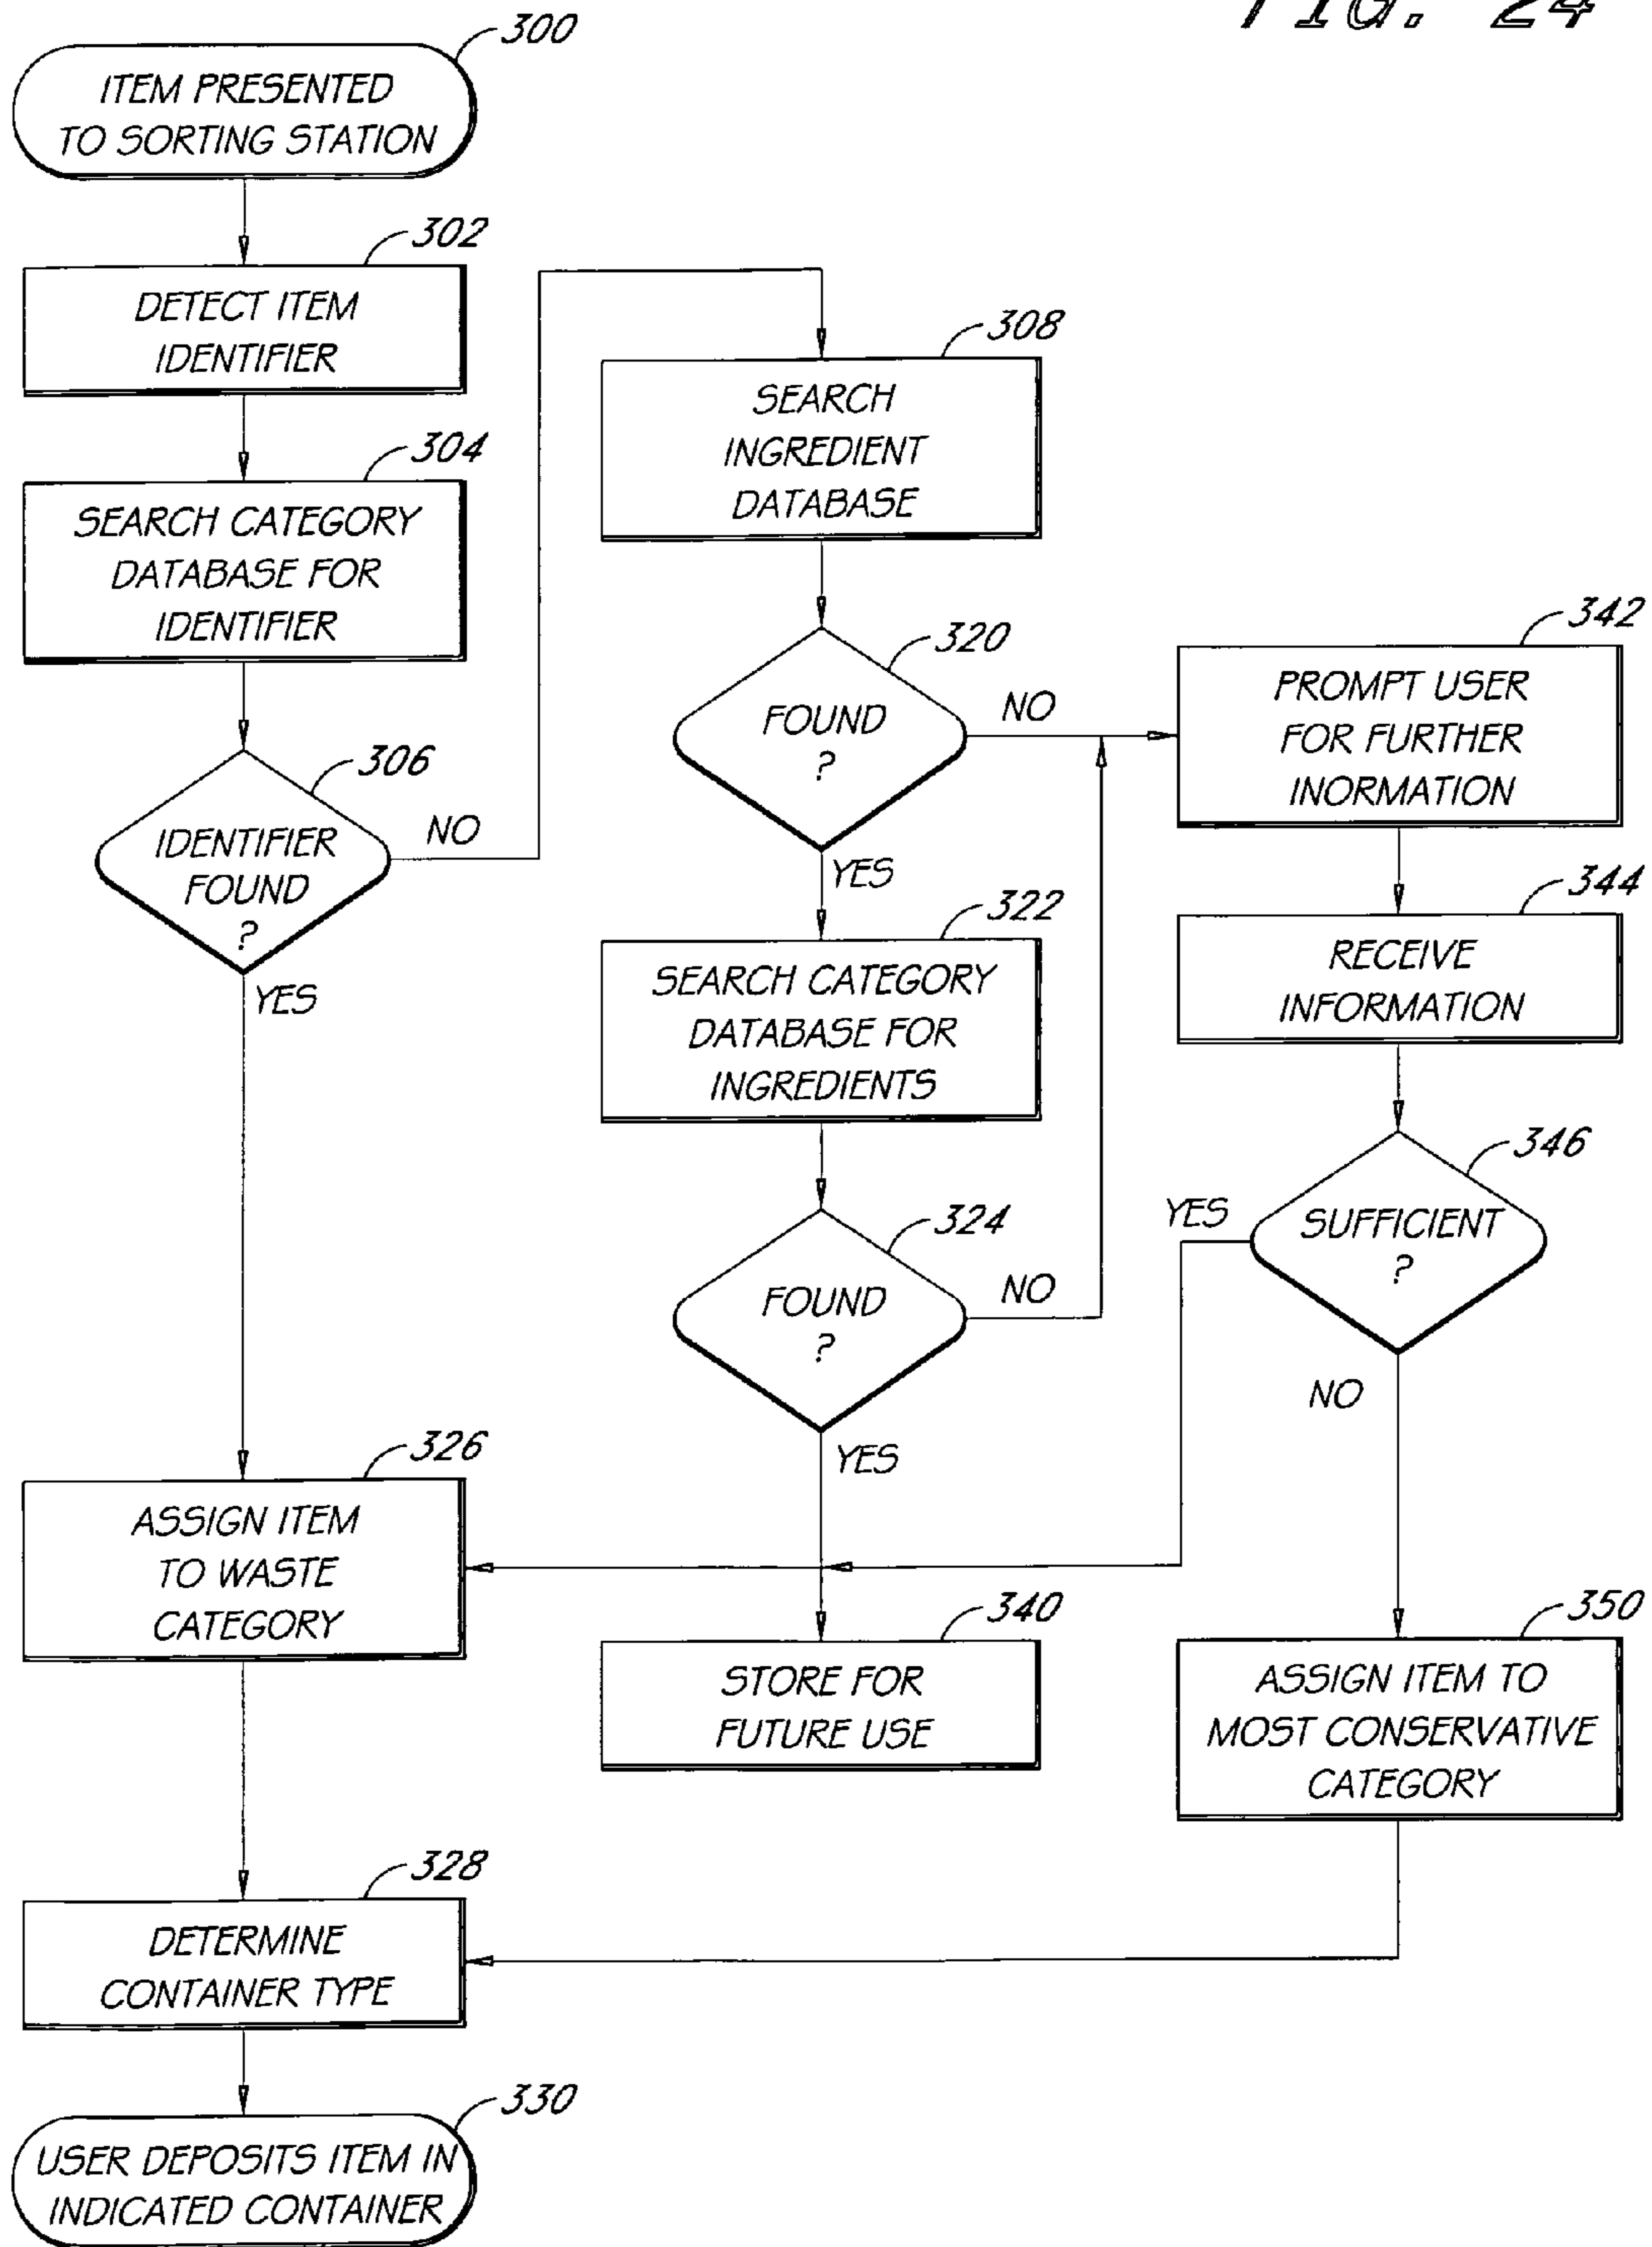 FIG. 24
300
ITEM PRESENTED
TO SORTING STATION
302
DETECT ITEM
IDENTIFIER
304
SEARCH CATEGORY
DATABASE FOR
IDENTIFIER
306
IDENTIFIER
FOUND
?
NO
YES
308
SEARCH
INGREDIENT
DATABASE
320
FOUND
?
NO
YES
322
SEARCH CATEGORY
DATABASE FOR
INGREDIENTS
324
FOUND
?
NO
YES
342
PROMPT USER
FOR FURTHER
INORMATION
344
RECEIVE
INFORMATION
346
SUFFICIENT
?
YES
NO
326
ASSIGN ITEM
TO WASTE
CATEGORY
340
STORE FOR
FUTURE USE
350
ASSIGN ITEM TO
MOST CONSERVATIVE
CATEGORY
328
DETERMINE
CONTAINER TYPE
330
USER DEPOSITS ITEM IN
INDICATED CONTAINER